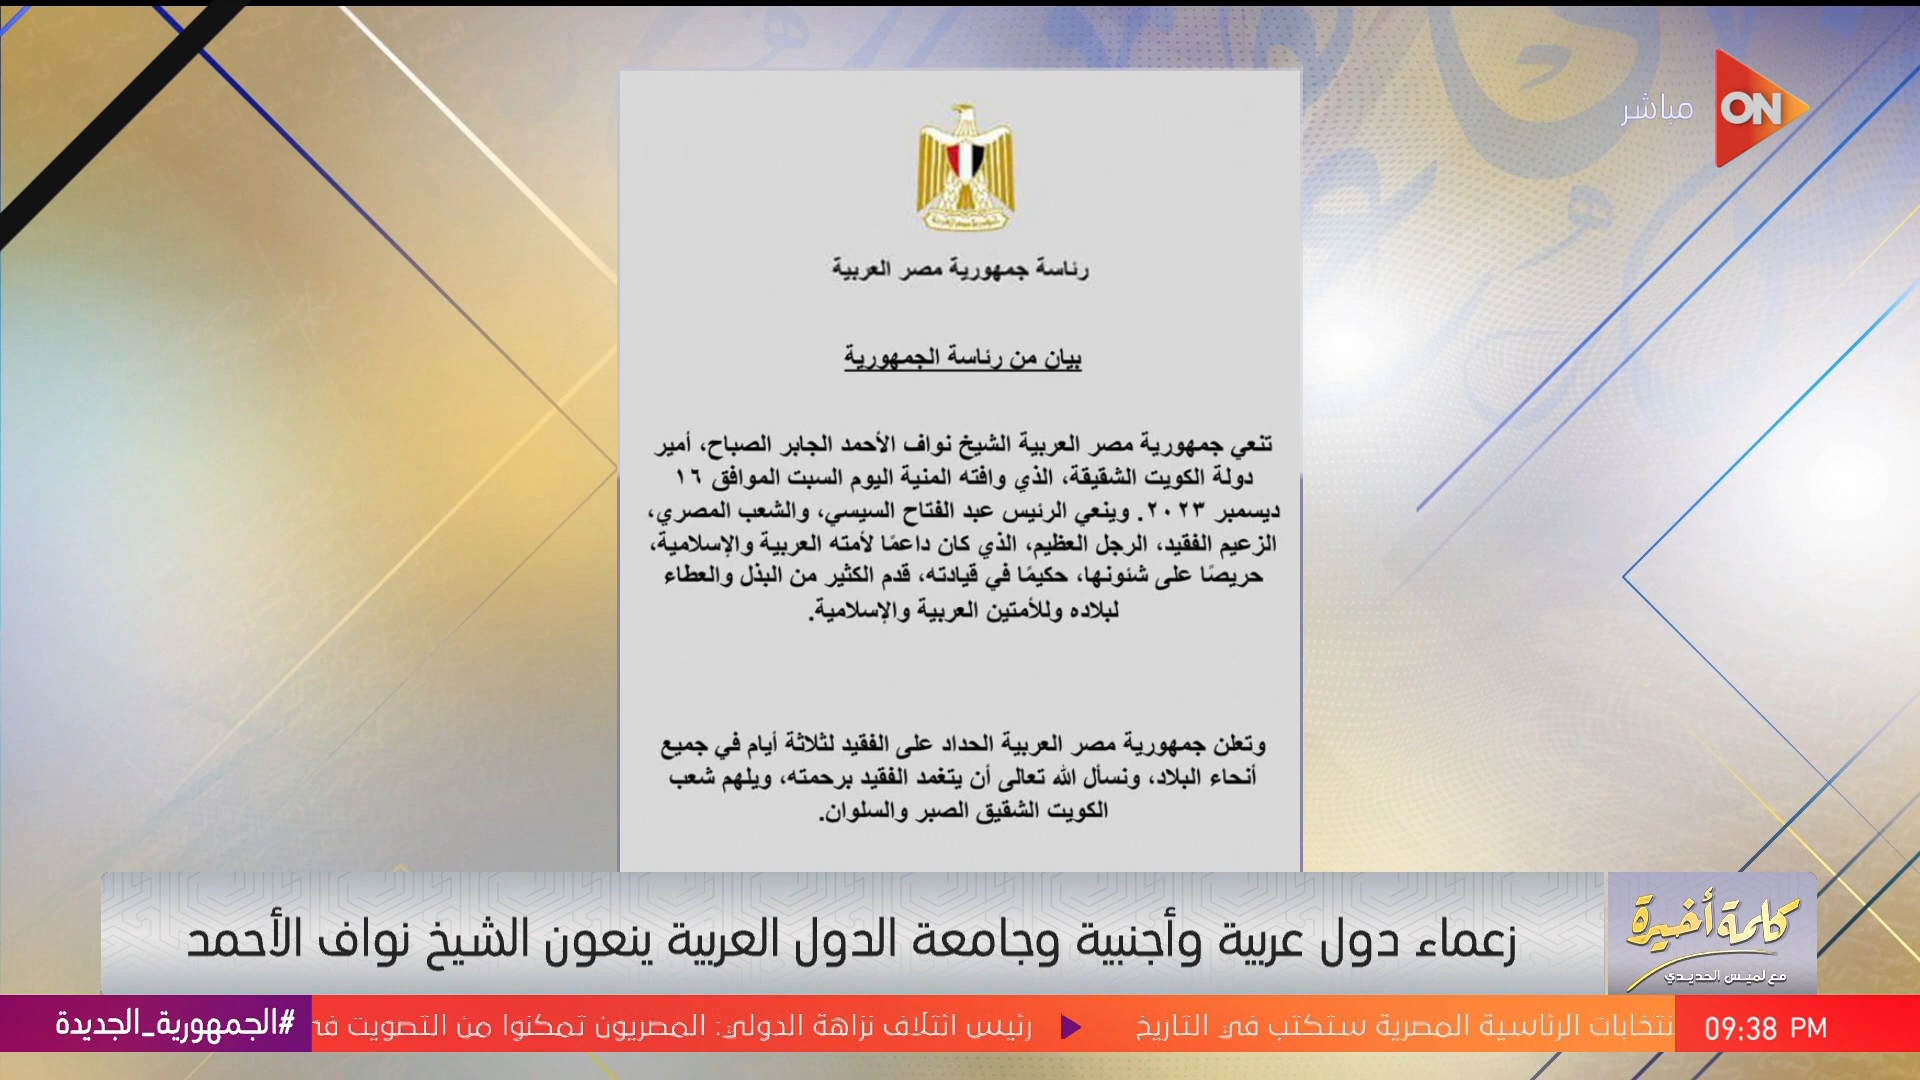 مباشر
ON
رئاسة جمهورية مصر العربية
بيان من رئاسة الجمهورية
تنعي جمهورية مصر العربية الشيخ نواف الأحمد الجابر الصباح، أمير
دولة الكويت الشقيقة، الذي وافته المنية اليوم السبت الموافق ١٦
ديسمبر ٢٠٢٣. وينعي الرئيس عبد الفتاح السيسي، والشعب المصري،
الزعيم الفقيد، الرجل العظيم، الذي كان داعمًا لأمته العربية والإسلامية،
حريصًا على شئونها، حكيمًا في قيادته، قدم الكثير من البذل والعطاء
لبلاده وللأمتين العربية والإسلامية.
وتعلن جمهورية مصر العربية الحداد على الفقيد لثلاثة أيام في جميع
أنحاء البلاد، ونسأل الله تعالى أن يتغمد الفقيد برحمته، ويلهم شعب
الكويت الشقيق الصبر والسلوان.
كلمة أخيرة
مع لميس الحديدي
زعماء دول عربية وأجنبية وجامعة الدول العربية ينعون الشيخ نواف الأحمد
09:38 PM
نتخابات الرئاسية المصرية ستكتب في التاريخ
رئيس ائتلاف نزاهة الدولي: المصريون تمكنوا من التصويت في
#الجمهورية_الجديدة